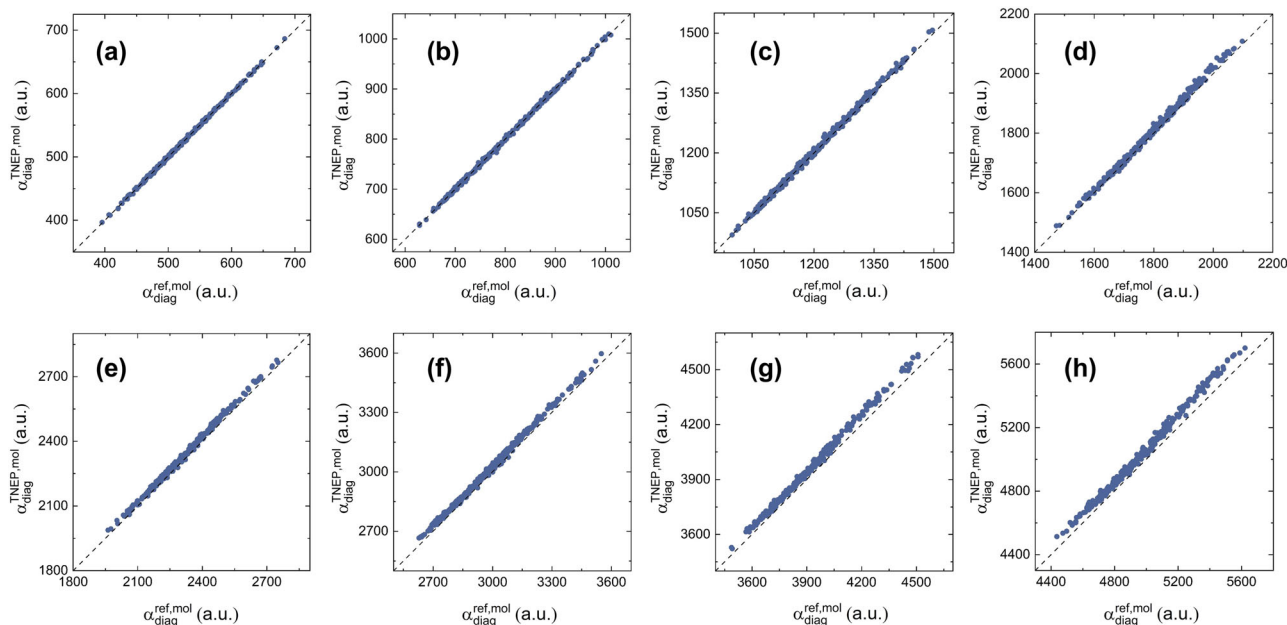 (a)
700
600
500
400
400 500 600 700
α_diag^TNEP,mol (a.u.)
α_diag^ref,mol (a.u.)
(b)
1000
900
800
700
600
600 700 800 900 1000
α_diag^TNEP,mol (a.u.)
α_diag^ref,mol (a.u.)
(c)
1500
1350
1200
1050
1050 1200 1350 1500
α_diag^TNEP,mol (a.u.)
α_diag^ref,mol (a.u.)
(d)
2200
2000
1800
1600
1400
1400 1600 1800 2000 2200
α_diag^TNEP,mol (a.u.)
α_diag^ref,mol (a.u.)
(e)
2700
2400
2100
1800
1800 2100 2400 2700
α_diag^TNEP,mol (a.u.)
α_diag^ref,mol (a.u.)
(f)
3600
3300
3000
2700
2700 3000 3300 3600
α_diag^TNEP,mol (a.u.)
α_diag^ref,mol (a.u.)
(g)
4500
4200
3900
3600
3600 3900 4200 4500
α_diag^TNEP,mol (a.u.)
α_diag^ref,mol (a.u.)
(h)
5600
5200
4800
4400
4400 4800 5200 5600
α_diag^TNEP,mol (a.u.)
α_diag^ref,mol (a.u.)